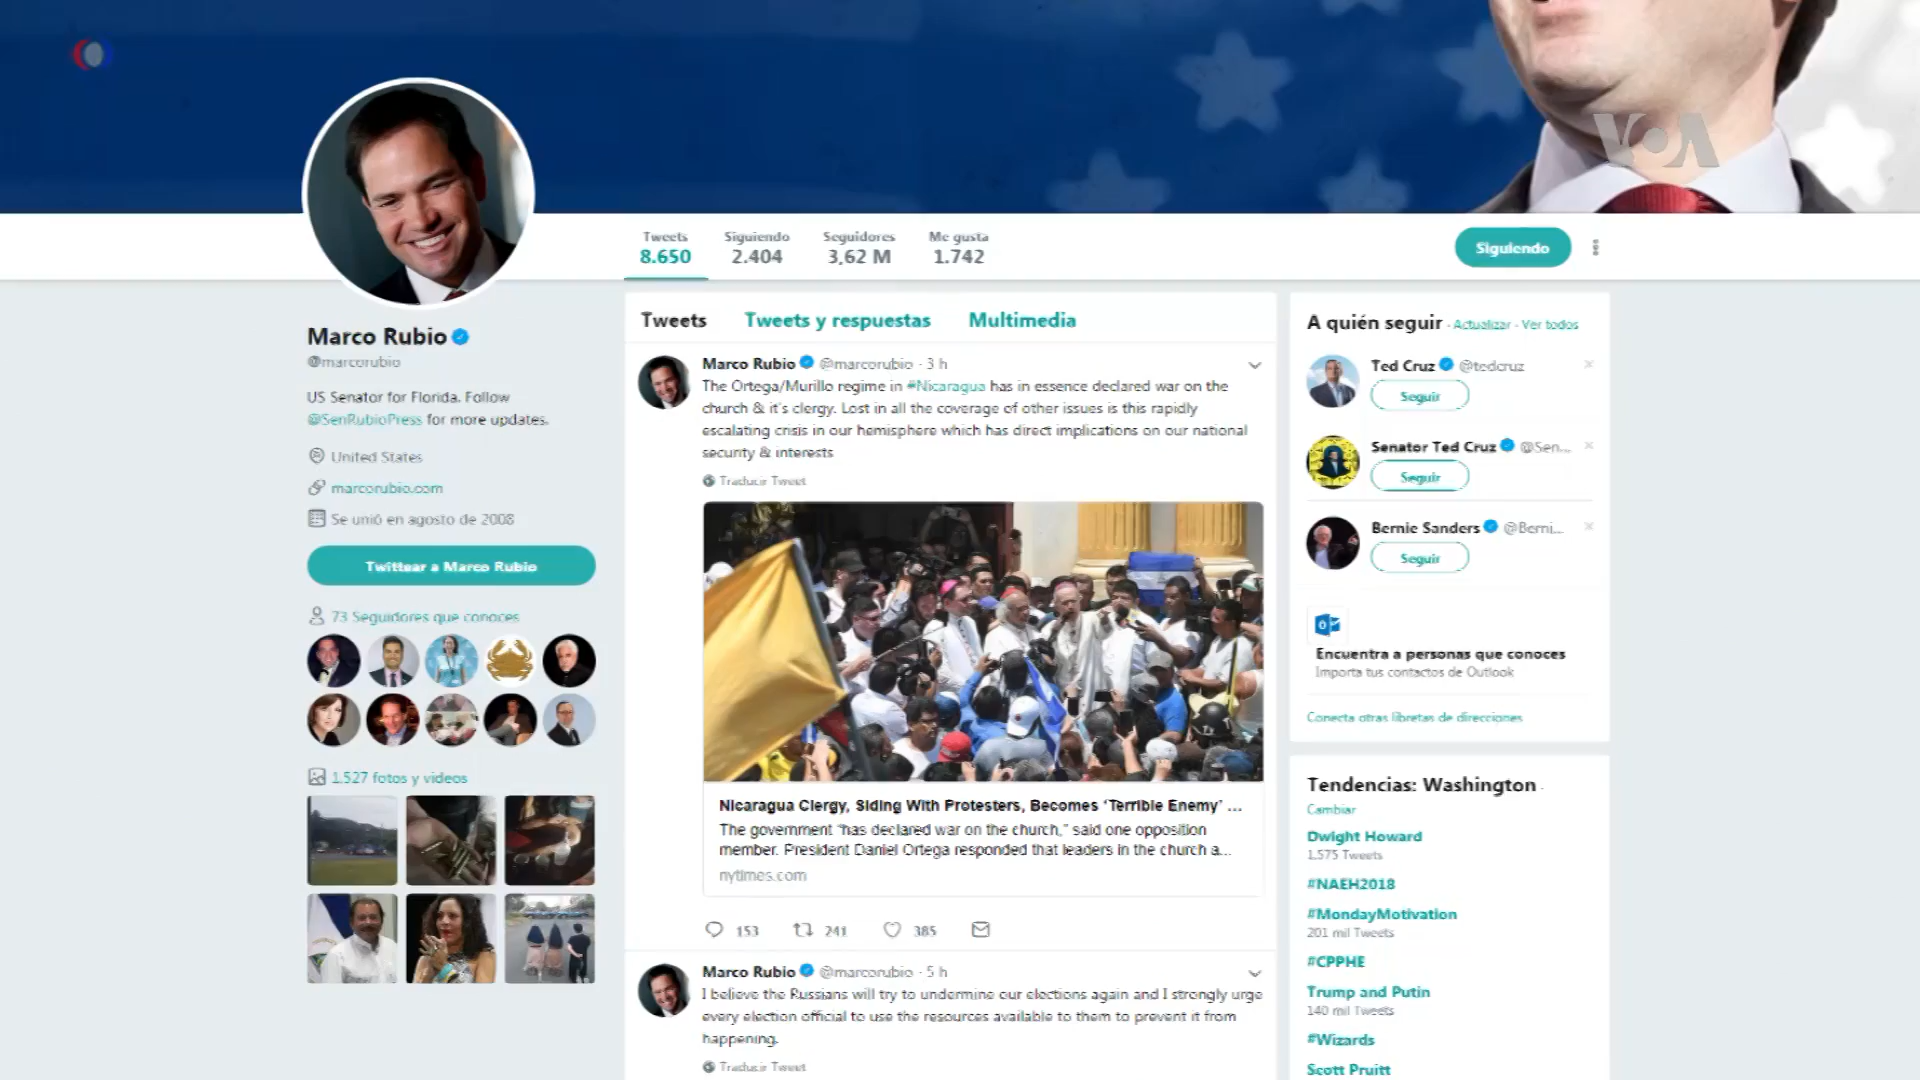 VOA
Tweets
8.650
Siguiendo
2.404
Seguidores
3,62 M
Me gusta
1.742
Siguiendo
Marco Rubio
@marcorubio
US Senator for Florida. Follow
@SenRubioPress for more updates.
United States
marcorubio.com
Se unió en agosto de 2008
Twittear a Marco Rubio
73 Seguidores que conoces
1.527 fotos y videos
Tweets
Tweets y respuestas
Multimedia
Marco Rubio @marcorubio · 3 h
The Ortega/Murillo regime in #Nicaragua has in essence declared war on the
church & it's clergy. Lost in all the coverage of other issues is this rapidly
escalating crisis in our hemisphere which has direct implications on our national
security & interests
Traducir Tweet
Nicaragua Clergy, Siding With Protesters, Becomes 'Terrible Enemy' ...
The government "has declared war on the church," said one opposition
member. President Daniel Ortega responded that leaders in the church a...
nytimes.com
153
241
385
Marco Rubio @marcorubio · 5 h
I believe the Russians will try to undermine our elections again and I strongly urge
every election official to use the resources available to them to prevent it from
happening.
Traducir Tweet
A quién seguir · Actualizar · Ver todos
Ted Cruz @tedcruz
Seguir
Senator Ted Cruz @Sen...
Seguir
Bernie Sanders @Berni...
Seguir
Encuentra a personas que conoces
Importa tus contactos de Outlook
Conecta otras libretas de direcciones
Tendencias: Washington ·
Cambiar
Dwight Howard
1.575 Tweets
#NAEH2018
#MondayMotivation
201 mil Tweets
#CPPHE
Trump and Putin
140 mil Tweets
#Wizards
Scott Pruitt